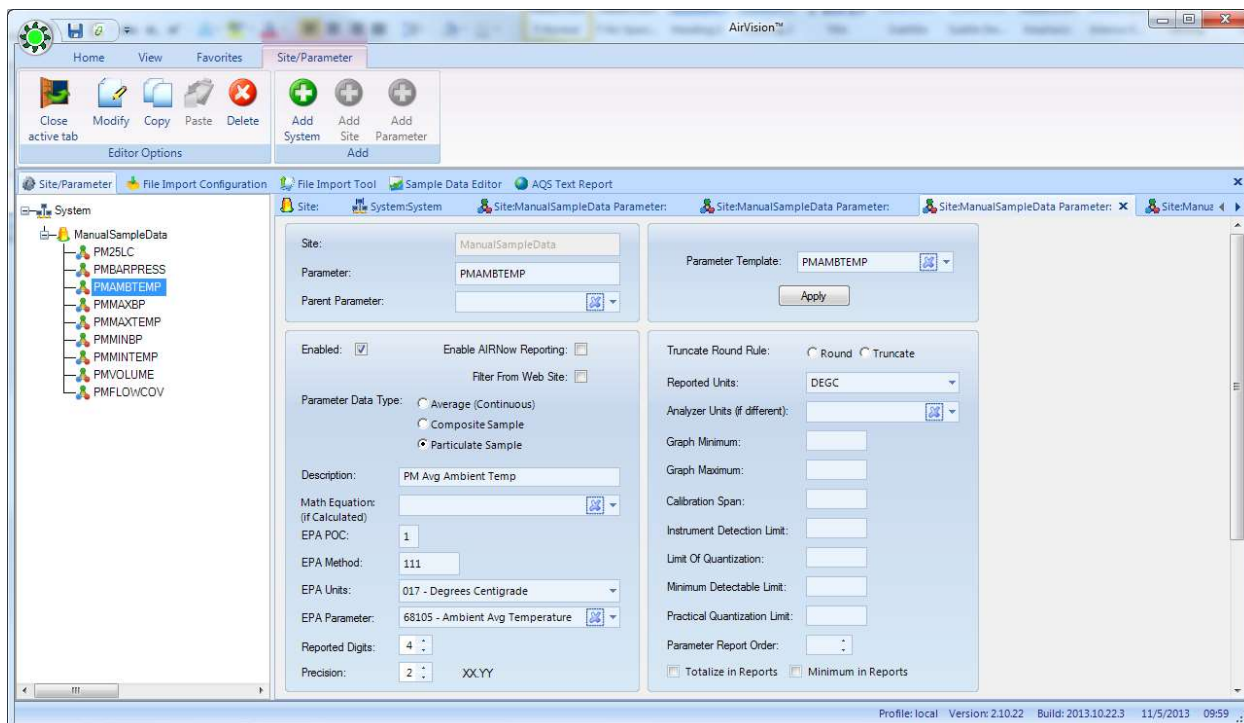 AirVision™
Home View Favorites Site/Parameter
Close active tab
Modify Copy Paste Delete
Add System
Add Site
Add Parameter
Editor Options Add
Site/Parameter File Import Configuration File Import Tool Sample Data Editor AQS Text Report
System
ManualSampleData
PM25LC
PMBARPRESS
PMAMBTEMP
PMMAXBP
PMMAXTEMP
PMMINBP
PMMINTEMP
PMVOLUME
PMFLOWCOV
Site: System:System Site:ManualSampleData Parameter: Site:ManualSampleData Parameter: Site:ManualSampleData Parameter:
Site: ManualSampleData
Parameter: PMAMBTEMP
Parent Parameter:
Parameter Template: PMAMBTEMP
Apply
Enabled: Enable AIRNow Reporting:
Filter From Web Site:
Parameter Data Type: Average (Continuous)
Composite Sample
Particulate Sample
Description: PM Avg Ambient Temp
Math Equation:
(if Calculated)
EPA POC: 1
EPA Method: 111
EPA Units: 017 - Degrees Centigrade
EPA Parameter: 68105 - Ambient Avg Temperature
Reported Digits: 4
Precision: 2 XX.YY
Truncate Round Rule: Round Truncate
Reported Units: DEGC
Analyzer Units (if different):
Graph Minimum:
Graph Maximum:
Calibration Span:
Instrument Detection Limit:
Limit Of Quantization:
Minimum Detectable Limit:
Practical Quantization Limit:
Parameter Report Order:
Totalize in Reports Minimum in Reports
Profile: local Version: 2.10.22 Build: 2013.10.22.3 11/5/2013 09:59